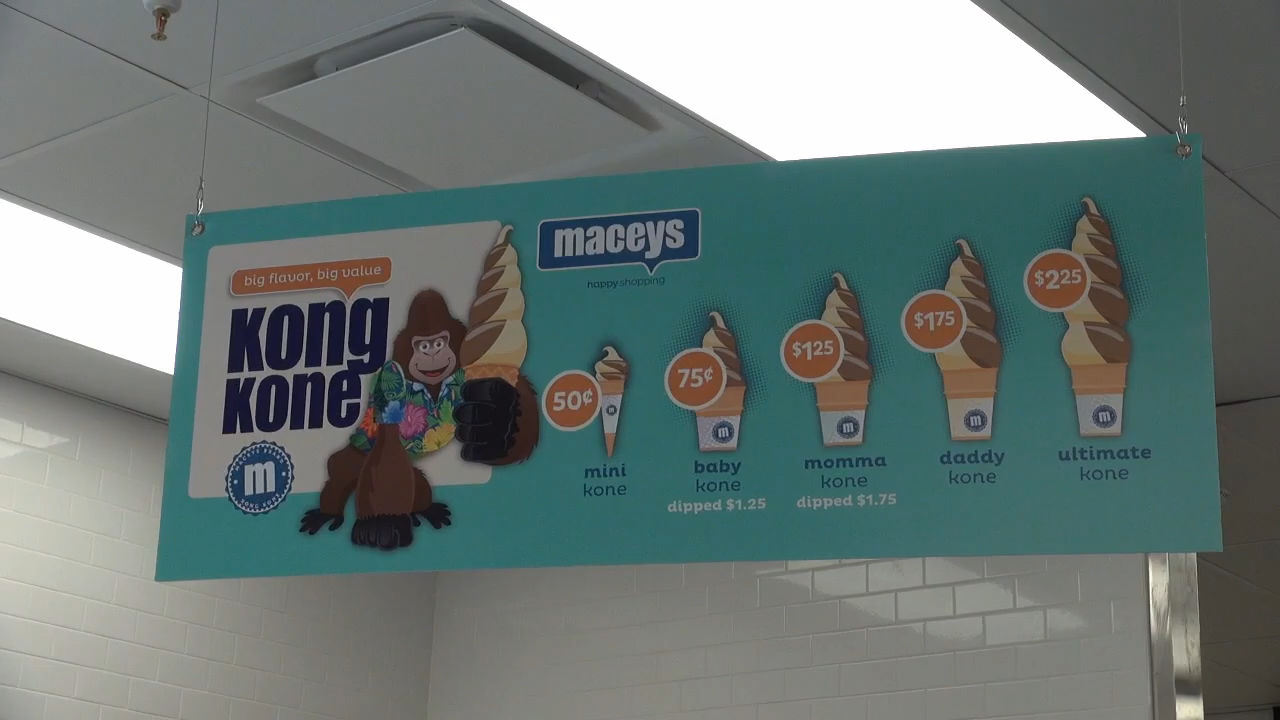 big flavor, big value
kong
kone
m
maceys
happy shopping
50¢
mini
kone
75¢
baby
kone
dipped $1.25
$1.25
momma
kone
dipped $1.75
$1.75
daddy
kone
$2.25
ultimate
kone